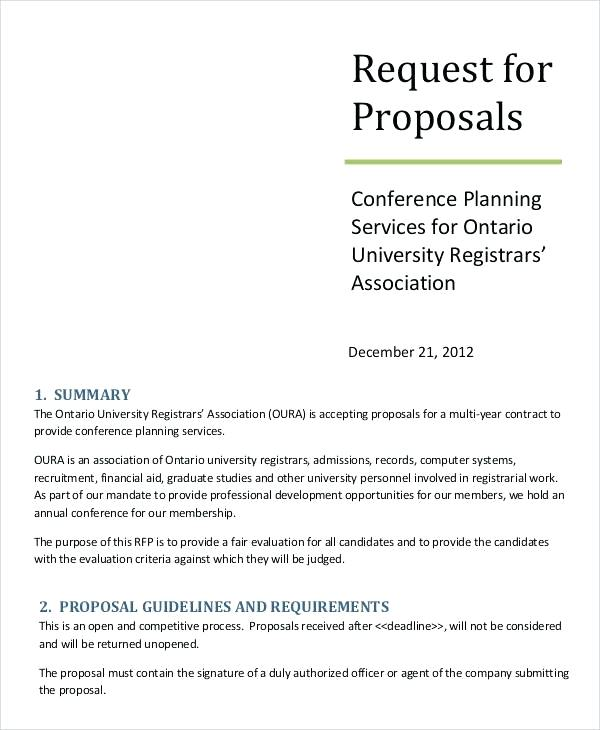 Request for
Proposals
Conference Planning
Services for Ontario
University Registrars’
Association
December 21, 2012
1. SUMMARY
The Ontario University Registrars’ Association (OURA) is accepting proposals for a multi-year contract to
provide conference planning services.
OURA is an association of Ontario university registrars, admissions, records, computer systems,
recruitment, financial aid, graduate studies and other university personnel involved in registrarial work.
As part of our mandate to provide professional development opportunities for our members, we hold an
annual conference for our membership.
The purpose of this RFP is to provide a fair evaluation for all candidates and to provide the candidates
with the evaluation criteria against which they will be judged.
2. PROPOSAL GUIDELINES AND REQUIREMENTS
This is an open and competitive process. Proposals received after <<deadline>>, will not be considered
and will be returned unopened.
The proposal must contain the signature of a duly authorized officer or agent of the company submitting
the proposal.